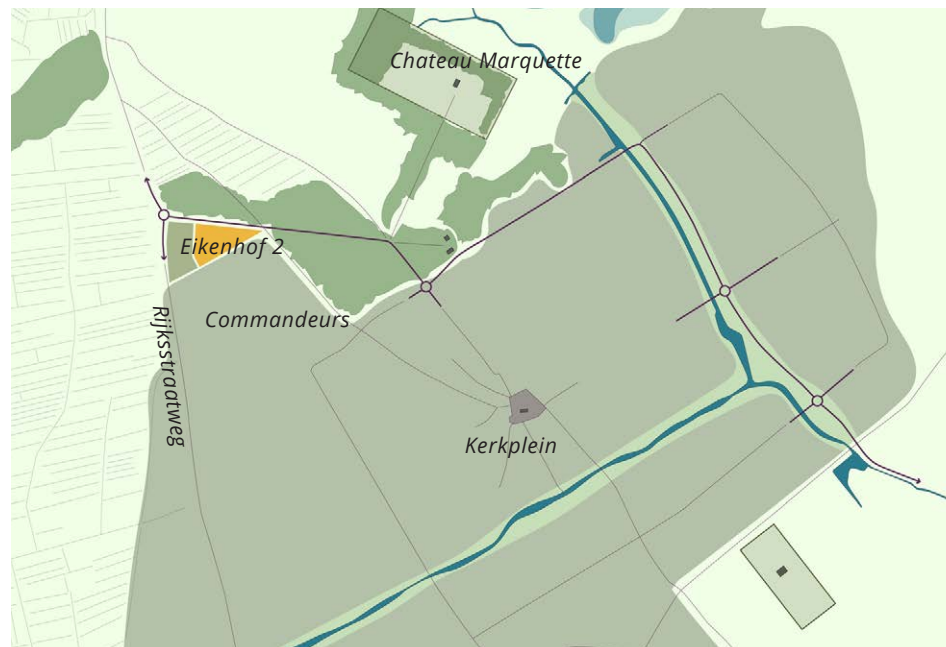 Chateau Marquette
Eikenhof 2
Commandeurs
Rijksstraatweg
Kerkplein